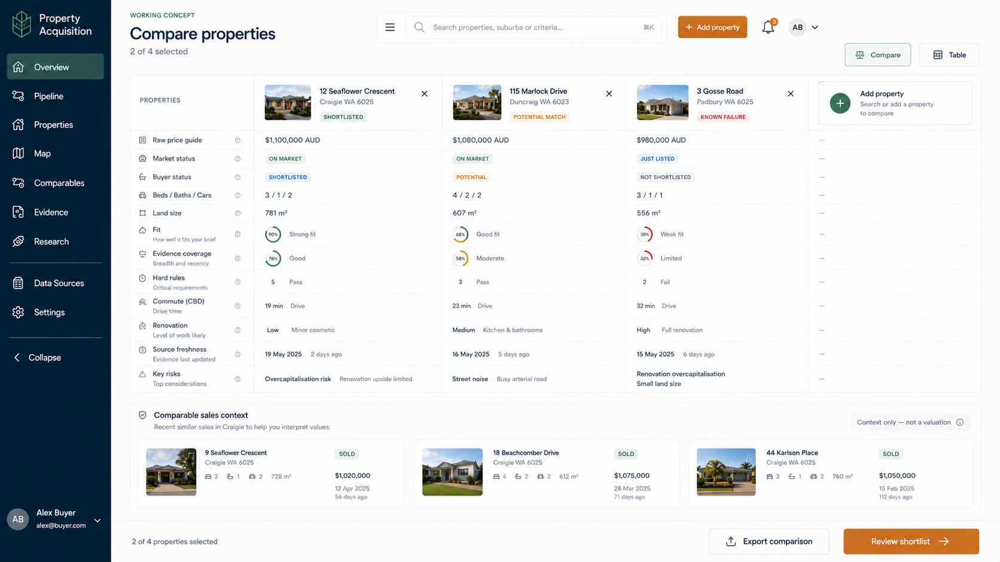 Property
Acquisition
Overview
Pipeline
Properties
Map
Comparables
Evidence
Research
Data Sources
Settings
Collapse
AB
Alex Buyer
alex@buyer.com
WORKING CONCEPT
Compare properties
2 of 4 selected
Search properties, suburbs or criteria...
⌘K
+ Add property
3
AB
Compare
Table
PROPERTIES
12 Seaflower Crescent
Craigie WA 6025
SHORTLISTED
115 Marlock Drive
Duncraig WA 6023
POTENTIAL MATCH
3 Gosse Road
Padbury WA 6025
KNOWN FAILURE
Add property
Search or add a property
to compare
Raw price guide
$1,100,000 AUD
$1,080,000 AUD
$980,000 AUD
—
Market status
ON MARKET
ON MARKET
JUST LISTED
—
Buyer status
SHORTLISTED
POTENTIAL
NOT SHORTLISTED
—
Beds / Baths / Cars
3 / 1 / 2
4 / 2 / 2
3 / 1 / 1
—
Land size
781 m²
607 m²
556 m²
—
Fit
How well it fits your brief
90% Strong fit
68% Good fit
38% Weak fit
—
Evidence coverage
Breadth and recency
76% Good
58% Moderate
32% Limited
—
Hard rules
Critical requirements
5 Pass
3 Pass
2 Fail
—
Commute (CBD)
Drive time
19 min Drive
23 min Drive
32 min Drive
—
Renovation
Level of work likely
Low Minor cosmetic
Medium Kitchen & bathrooms
High Full renovation
—
Source freshness
Evidence last updated
19 May 2025 2 days ago
16 May 2025 5 days ago
15 May 2025 6 days ago
—
Key risks
Top considerations
Overcapitalisation risk Renovation upside limited
Street noise Busy arterial road
Renovation overcapitalisation
Small land size
—
Comparable sales context
Recent similar sales in Craigie to help you interpret values.
Context only — not a valuation
9 Seaflower Crescent
Craigie WA 6025
3 1 2 728 m²
SOLD
$1,020,000
12 Apr 2025
56 days ago
18 Beachcomber Drive
Craigie WA 6025
4 2 2 612 m²
SOLD
$1,075,000
28 Mar 2025
71 days ago
44 Karlson Place
Craigie WA 6025
3 1 2 760 m²
SOLD
$1,050,000
15 Feb 2025
112 days ago
2 of 4 properties selected
Export comparison
Review shortlist